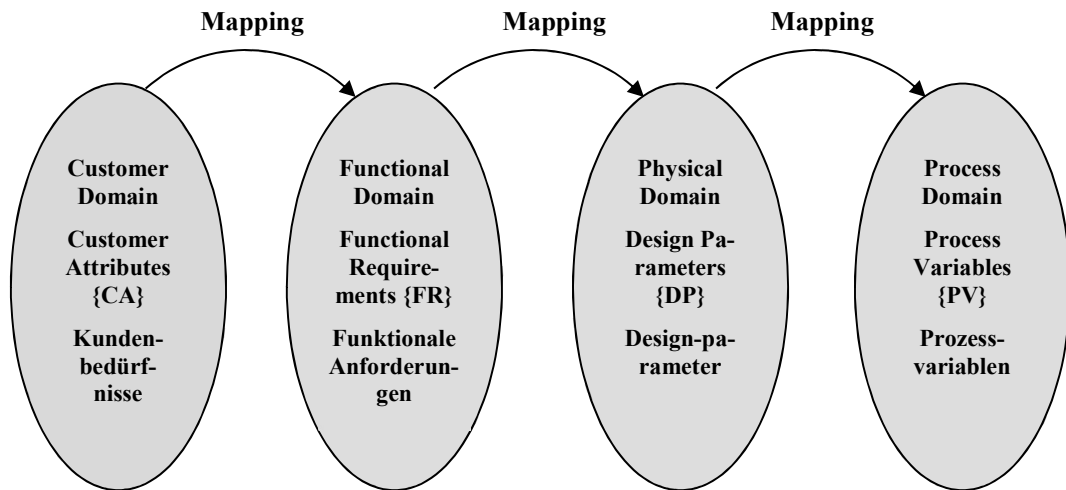 Mapping
Mapping
Mapping
Customer
Domain
Customer
Attributes
{CA}
Kunden-
bedürf-
nisse
Functional
Domain
Functional
Require-
ments {FR}
Funktionale
Anforderun-
gen
Physical
Domain
Design Pa-
rameters
{DP}
Design-pa-
rameter
Process
Domain
Process
Variables
{PV}
Prozess-
variablen